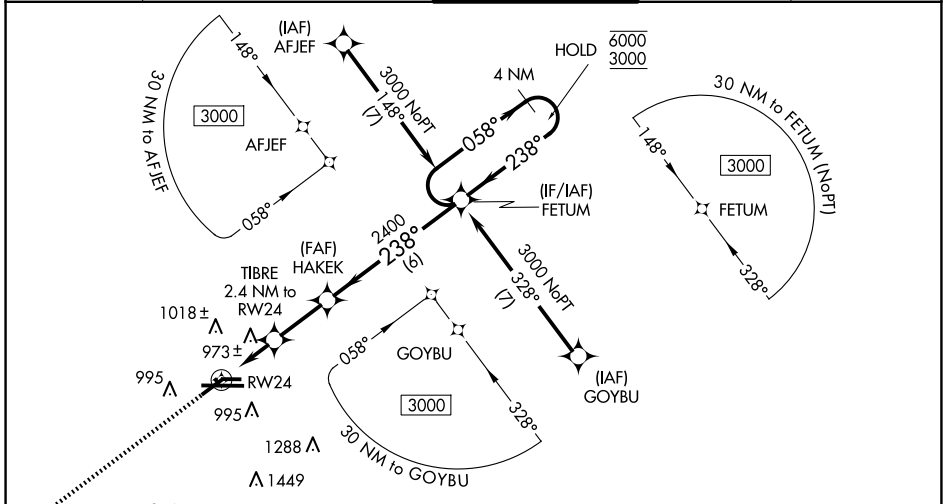 (IAF)
AFJEF
3000 NoPT
148°
(7)
HOLD
6000
3000
4 NM
058°
238°
(IF/IAF)
FETUM
148°
30 NM to AFJEF
3000
AFJEF
058°
30 NM to FETUM (NoPT)
148°
3000
FETUM
328°
2400
238°
(6)
(FAF)
HAKEK
TIBRE
2.4 NM to
RW24
3000 NoPT
328°
(7)
(IAF)
GOYBU
1018±
973±
995
RW24
995
1288
1449
058°
GOYBU
3000
328°
30 NM to GOYBU